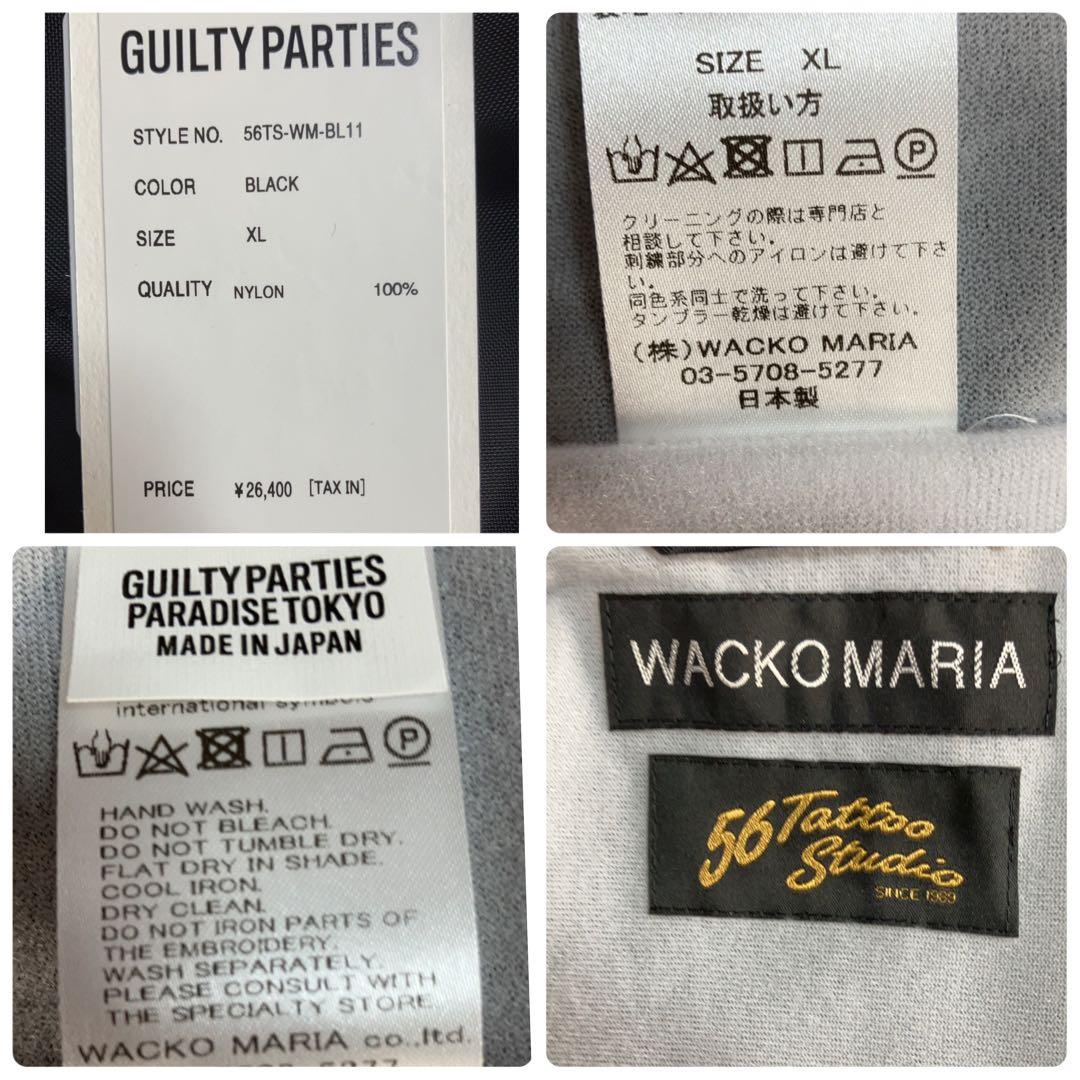 GUILTY PARTIES
STYLE NO. 56TS-WM-BL11
COLOR BLACK
SIZE XL
QUALITY NYLON 100%
PRICE ¥26,400 [TAX IN]
SIZE XL
取扱い方
P
クリーニングの際は専門店と
相談して下さい。
刺繍部分へのアイロンは避けて下さ
い。
同色系同士で洗って下さい。
タンブラー乾燥は避けて下さい。
(株)WACKO MARIA
03-5708-5277
日本製
GUILTY PARTIES
PARADISE TOKYO
MADE IN JAPAN
international symbols
P
HAND WASH.
DO NOT BLEACH.
DO NOT TUMBLE DRY.
FLAT DRY IN SHADE.
COOL IRON.
DRY CLEAN.
DO NOT IRON PARTS OF
THE EMBROIDERY.
WASH SEPARATELY.
PLEASE CONSULT WITH
THE SPECIALTY STORE
WACKO MARIA co.,ltd.
WACKO MARIA
56 Tattoo
Studio
SINCE 1989